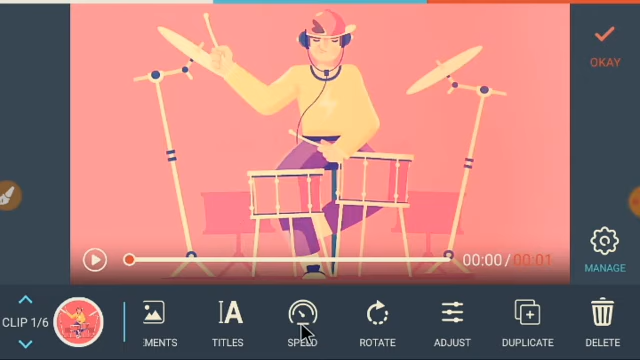 OKAY
00:00 / 00:01
MANAGE
CLIP 1/6
EMENTS
TITLES
SPEED
ROTATE
ADJUST
DUPLICATE
DELETE